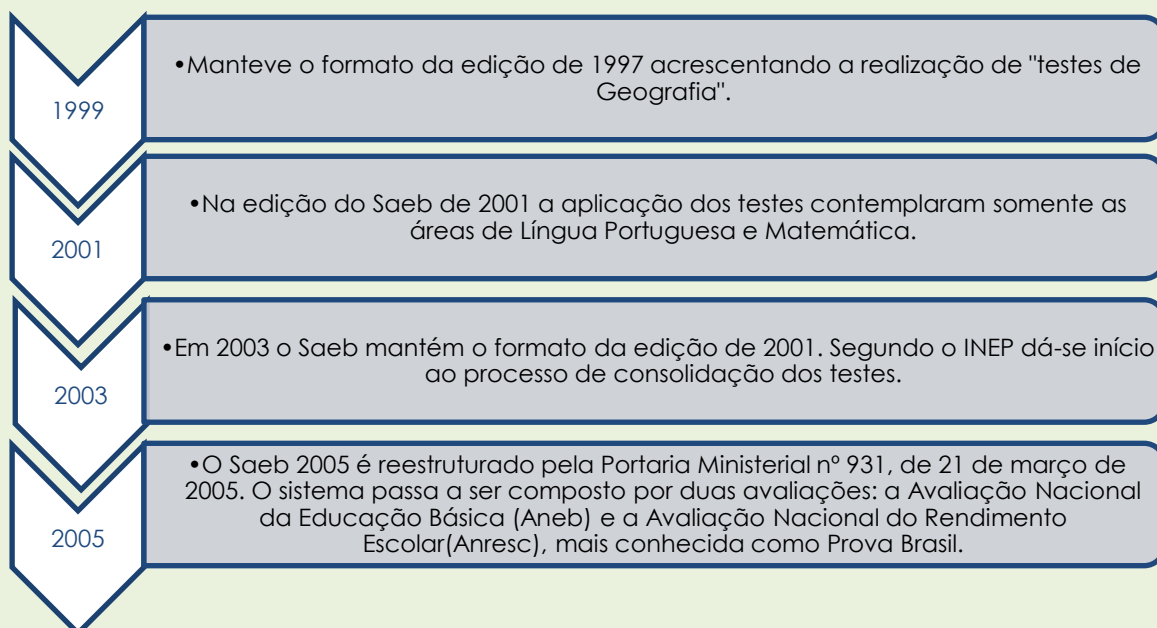 •Manteve o formato da edição de 1997 acrescentando a realização de "testes de
Geografia".
1999
•Na edição do Saeb de 2001 a aplicação dos testes contemplaram somente as
áreas de Língua Portuguesa e Matemática.
2001
•Em 2003 o Saeb mantém o formato da edição de 2001. Segundo o INEP dá-se início
ao processo de consolidação dos testes.
2003
•O Saeb 2005 é reestruturado pela Portaria Ministerial nº 931, de 21 de março de
2005. O sistema passa a ser composto por duas avaliações: a Avaliação Nacional
da Educação Básica (Aneb) e a Avaliação Nacional do Rendimento
Escolar(Anresc), mais conhecida como Prova Brasil.
2005